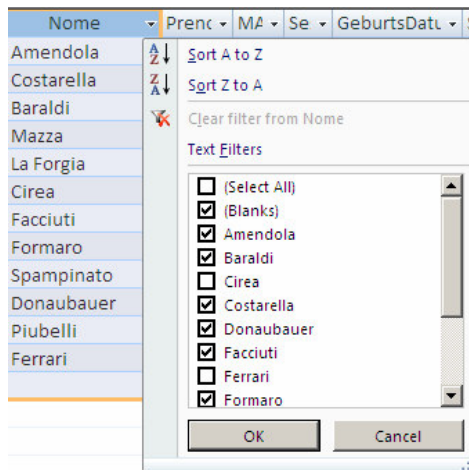 Nome Prenc MA Se GeburtsDatu
Amendola
Costarella
Baraldi
Mazza
La Forgia
Cirea
Facciuti
Formaro
Spampinato
Donaubauer
Piubelli
Ferrari
Sort A to Z
Sort Z to A
Clear filter from Nome
Text Filters
(Select All)
(Blanks)
Amendola
Baraldi
Cirea
Costarella
Donaubauer
Facciuti
Ferrari
Formaro
OK Cancel